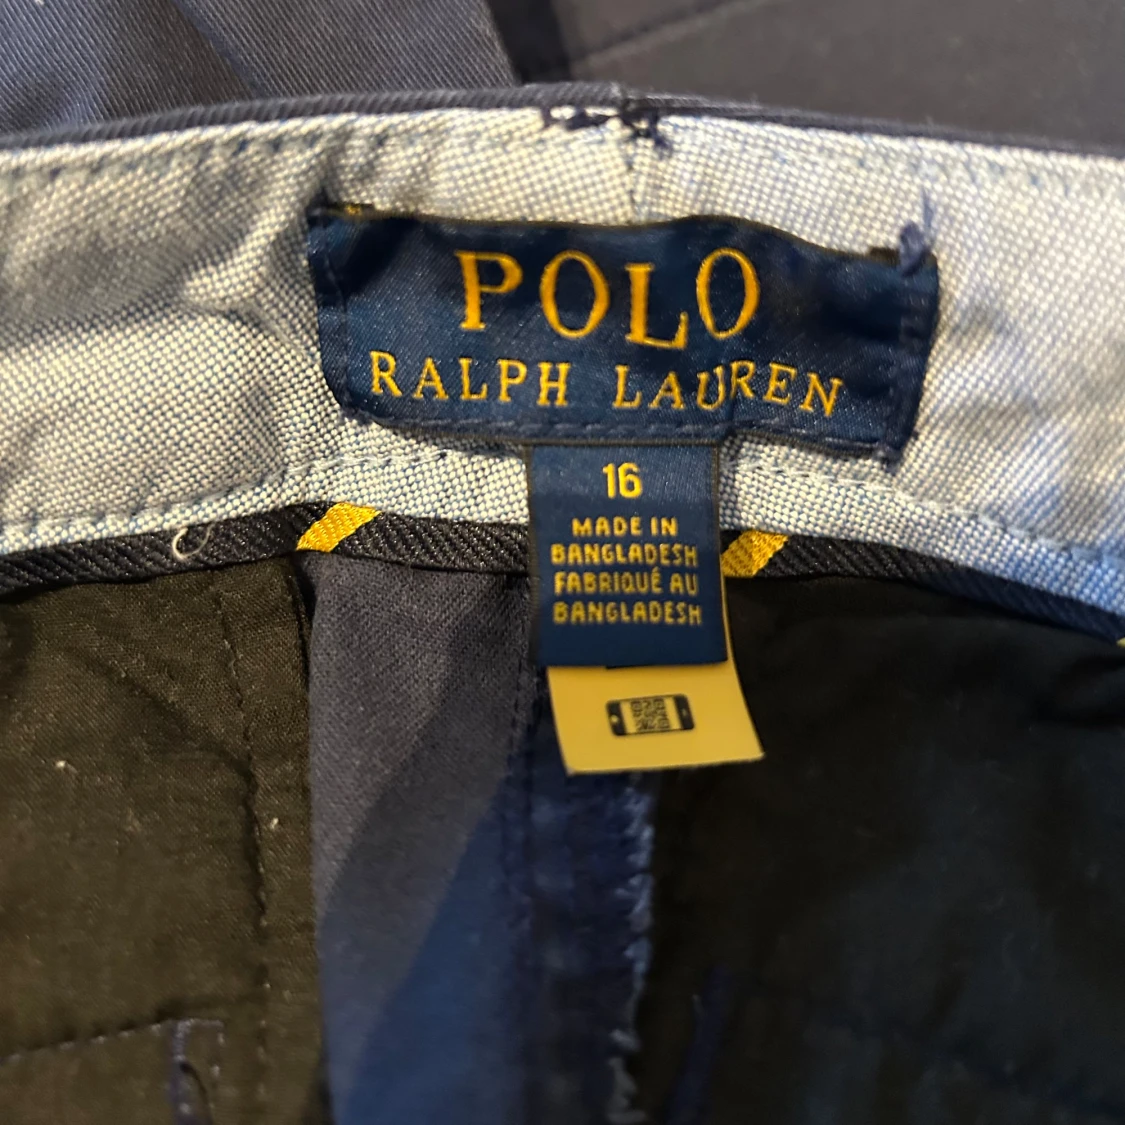 POLO
RALPH LAUREN
16
MADE IN
BANGLADESH
FABRIQUÉ AU
BANGLADESH